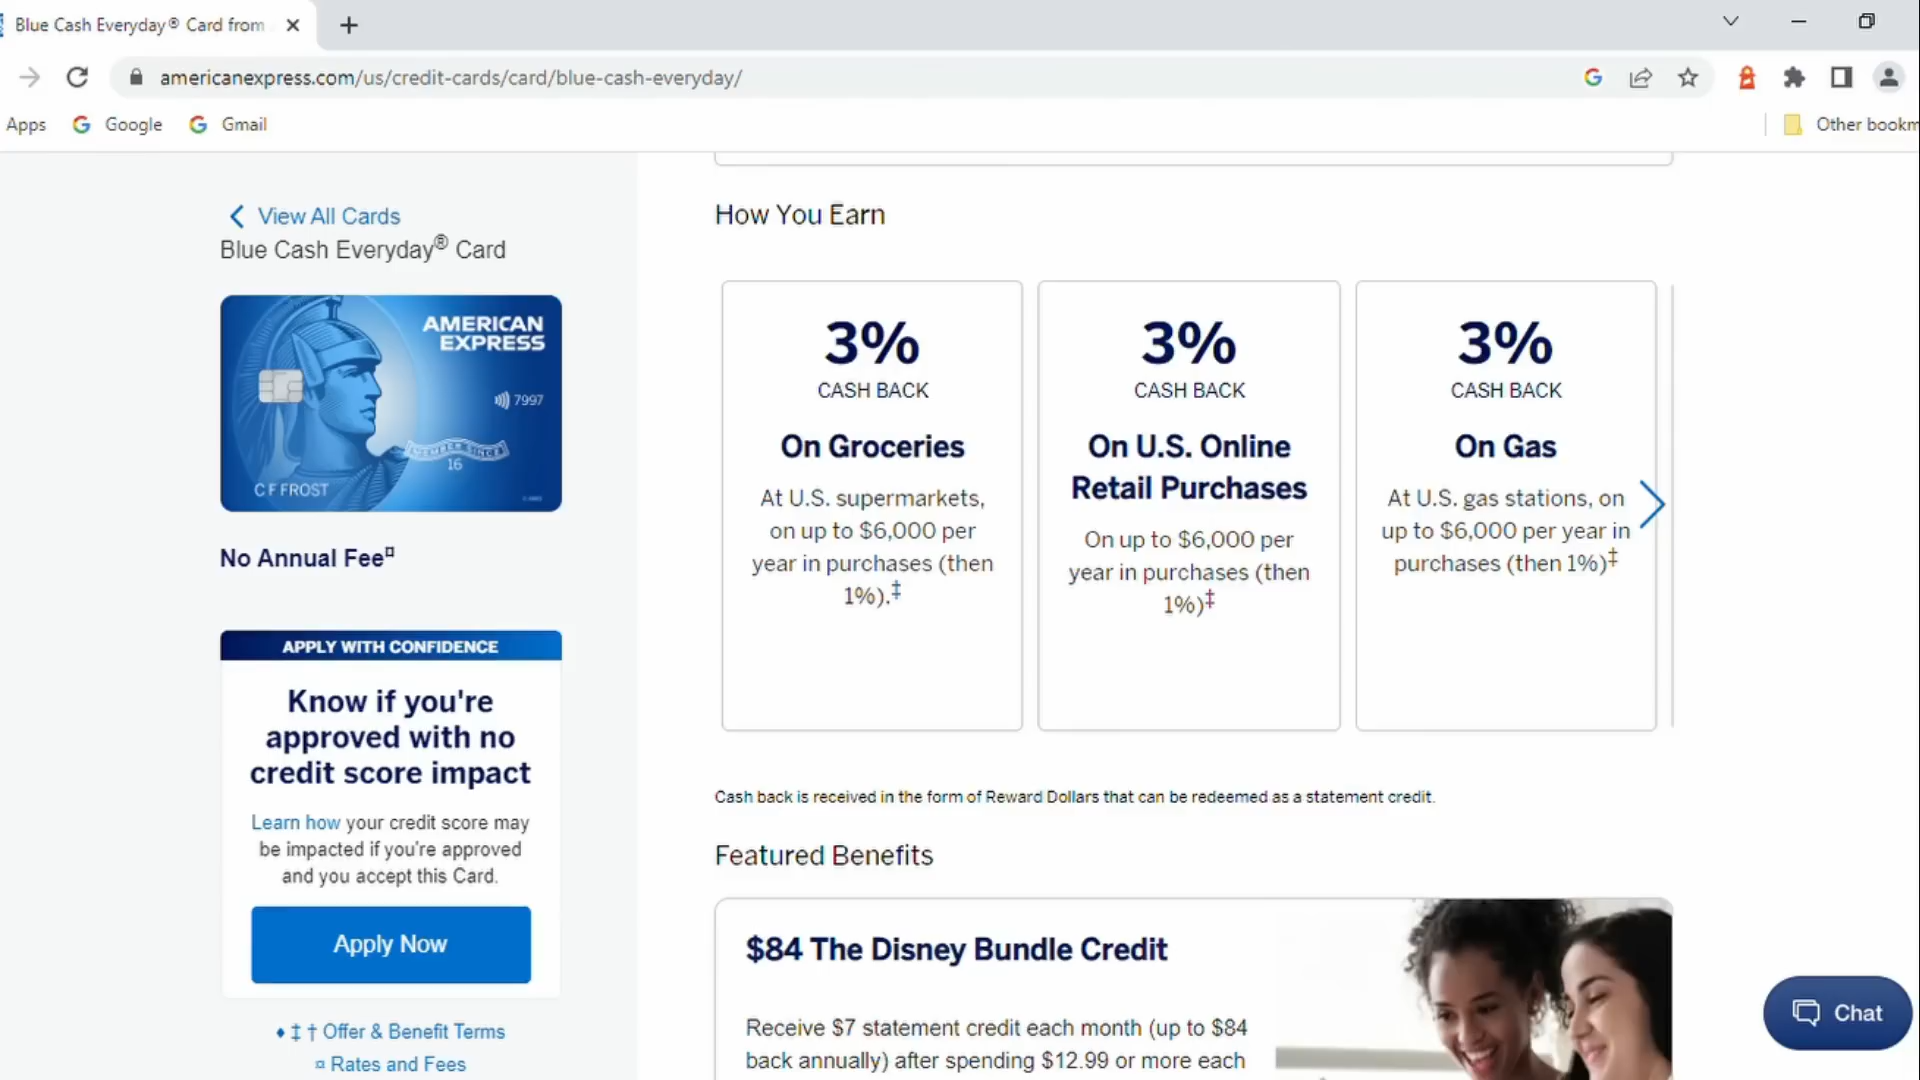 Blue Cash Everyday® Card from
americanexpress.com/us/credit-cards/card/blue-cash-everyday/
Apps
Google
Gmail
Other bookm
View All Cards
Blue Cash Everyday® Card
AMERICAN
EXPRESS
7997
MEMBER SINCE
16
C F FROST
No Annual Fee¤
APPLY WITH CONFIDENCE
Know if you're
approved with no
credit score impact
Learn how your credit score may
be impacted if you're approved
and you accept this Card.
Apply Now
♦ ‡ † Offer & Benefit Terms
¤ Rates and Fees
How You Earn
3%
CASH BACK
On Groceries
At U.S. supermarkets,
on up to $6,000 per
year in purchases (then
1%).‡
3%
CASH BACK
On U.S. Online
Retail Purchases
On up to $6,000 per
year in purchases (then
1%)‡
3%
CASH BACK
On Gas
At U.S. gas stations, on
up to $6,000 per year in
purchases (then 1%)‡
Cash back is received in the form of Reward Dollars that can be redeemed as a statement credit.
Featured Benefits
$84 The Disney Bundle Credit
Receive $7 statement credit each month (up to $84
back annually) after spending $12.99 or more each
Chat